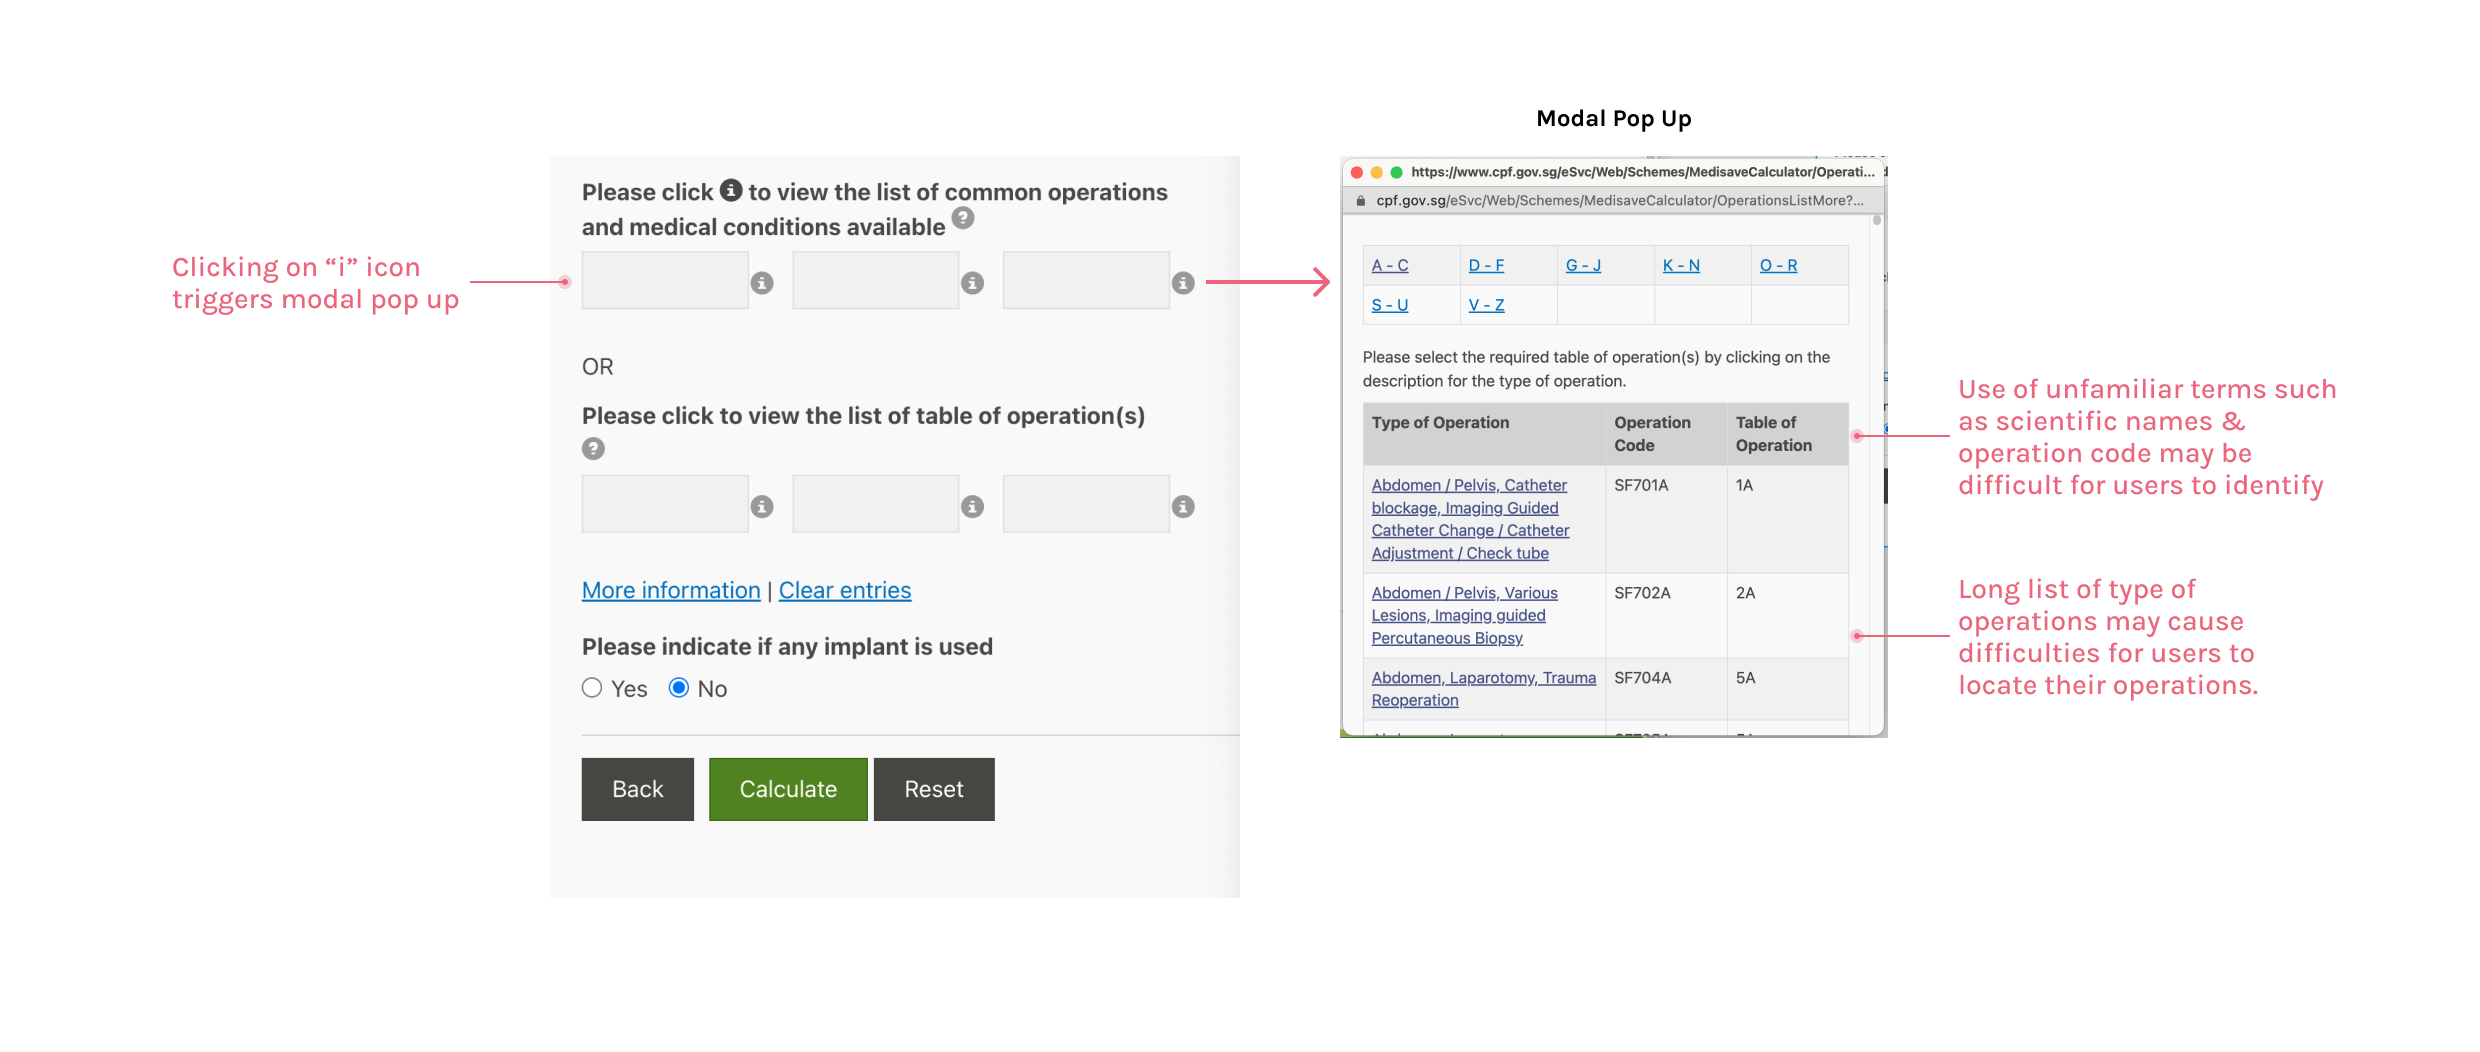 Modal Pop Up
Please click i to view the list of common operations
and medical conditions available ?
Clicking on “i” icon
triggers modal pop up
i
i
i
OR
Please click to view the list of table of operation(s)
?
i
i
i
More information | Clear entries
Please indicate if any implant is used
Yes No
Back Calculate Reset
https://www.cpf.gov.sg/eSvc/Web/Schemes/MedisaveCalculator/Operati...
cpf.gov.sg/eSvc/Web/Schemes/MedisaveCalculator/OperationsListMore?...
A - C D - F G - J K - N O - R
S - U V - Z
Please select the required table of operation(s) by clicking on the
description for the type of operation.
Type of Operation
Operation
Code
Table of
Operation
Abdomen / Pelvis, Catheter
blockage, Imaging Guided
Catheter Change / Catheter
Adjustment / Check tube
SF701A
1A
Abdomen / Pelvis, Various
Lesions, Imaging guided
Percutaneous Biopsy
SF702A
2A
Abdomen, Laparotomy, Trauma
Reoperation
SF704A
5A
Use of unfamiliar terms such
as scientific names &
operation code may be
difficult for users to identify
Long list of type of
operations may cause
difficulties for users to
locate their operations.